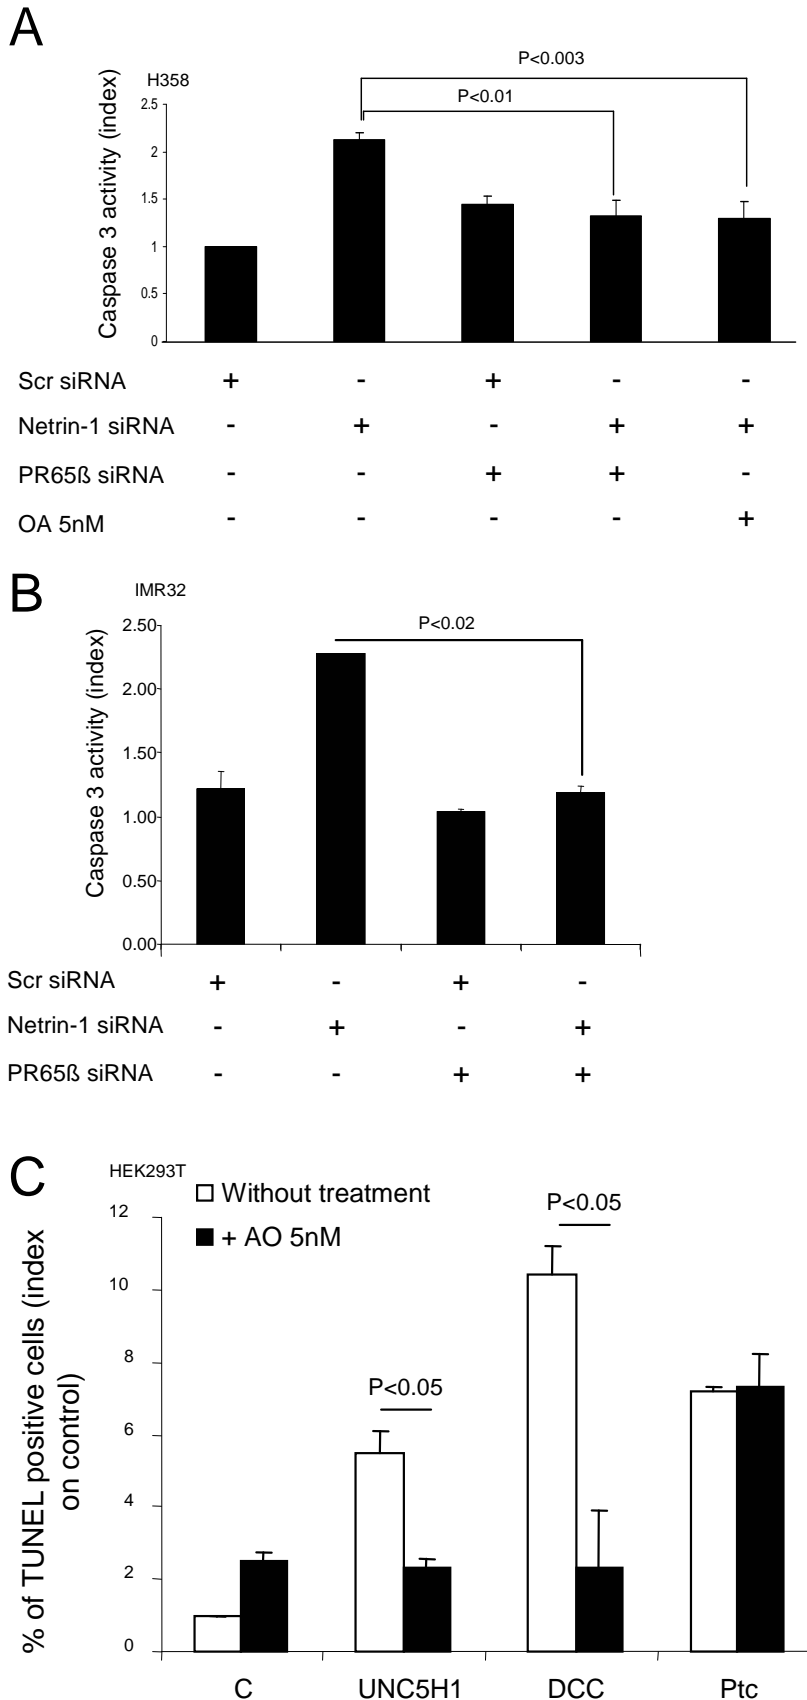 A
P<0.003
H358
P<0.01
Caspase 3 activity (index)
2.5
2
1.5
1
0.5
0
Scr siRNA + - + - -
Netrin-1 siRNA - + - + +
PR65ß siRNA - - + + -
OA 5nM - - - - +
B
IMR32
P<0.02
Caspase 3 activity (index)
2.50
2.00
1.50
1.00
0.50
0.00
Scr siRNA + - + -
Netrin-1 siRNA - + - +
PR65ß siRNA - - + +
C
HEK293T
Without treatment
+ AO 5nM
P<0.05
P<0.05
% of TUNEL positive cells (index
on control)
12
10
8
6
4
2
0
C UNC5H1 DCC Ptc